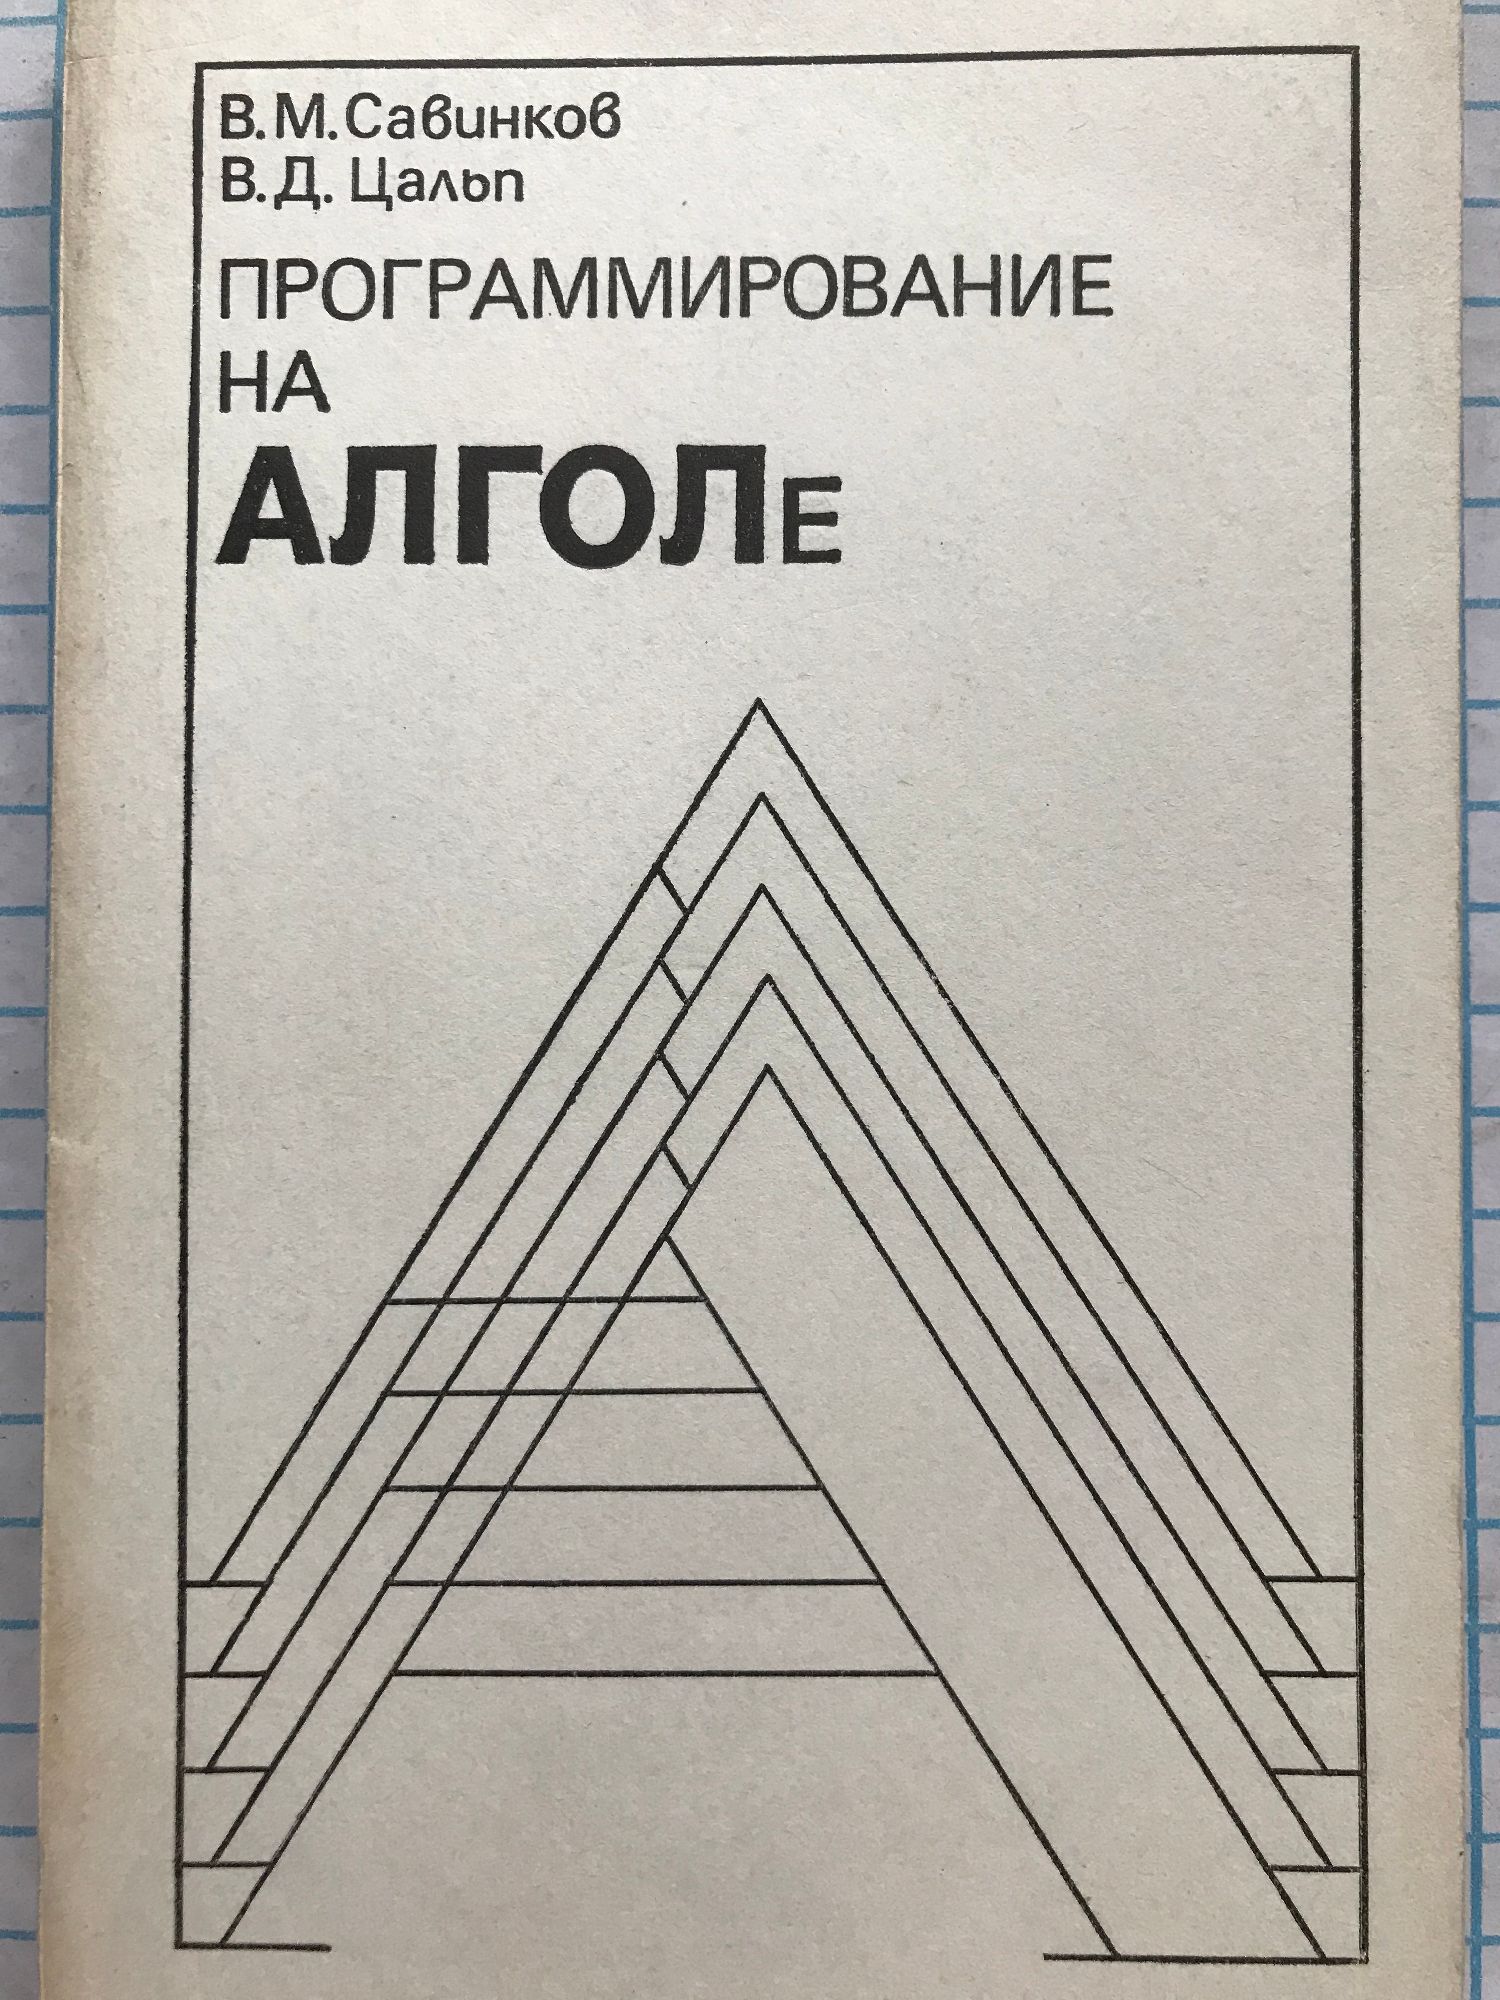 В.М.Савинков
В.Д. Цальп
ПРОГРАММИРОВАНИЕ
НА
АЛГОЛЕ